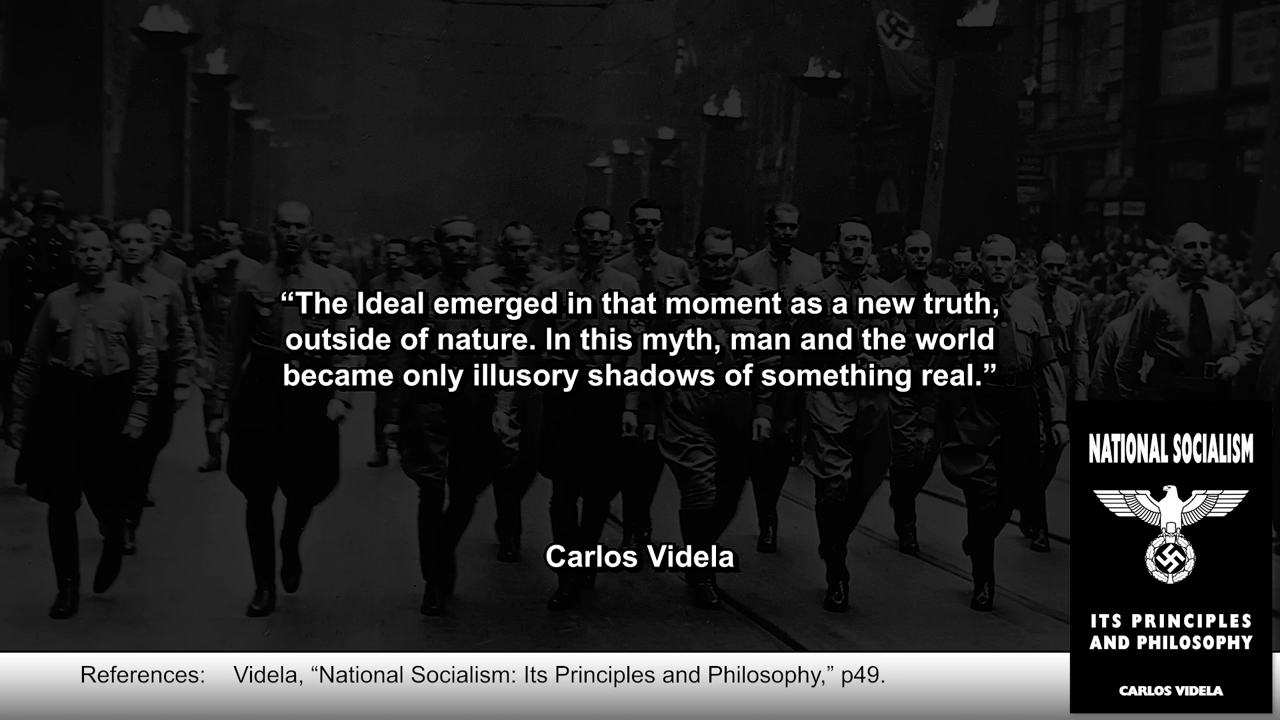 “The Ideal emerged in that moment as a new truth,
outside of nature. In this myth, man and the world
became only illusory shadows of something real.”
Carlos Videla
NATIONAL SOCIALISM
ITS PRINCIPLES
AND PHILOSOPHY
CARLOS VIDELA
References: Videla, “National Socialism: Its Principles and Philosophy,” p49.